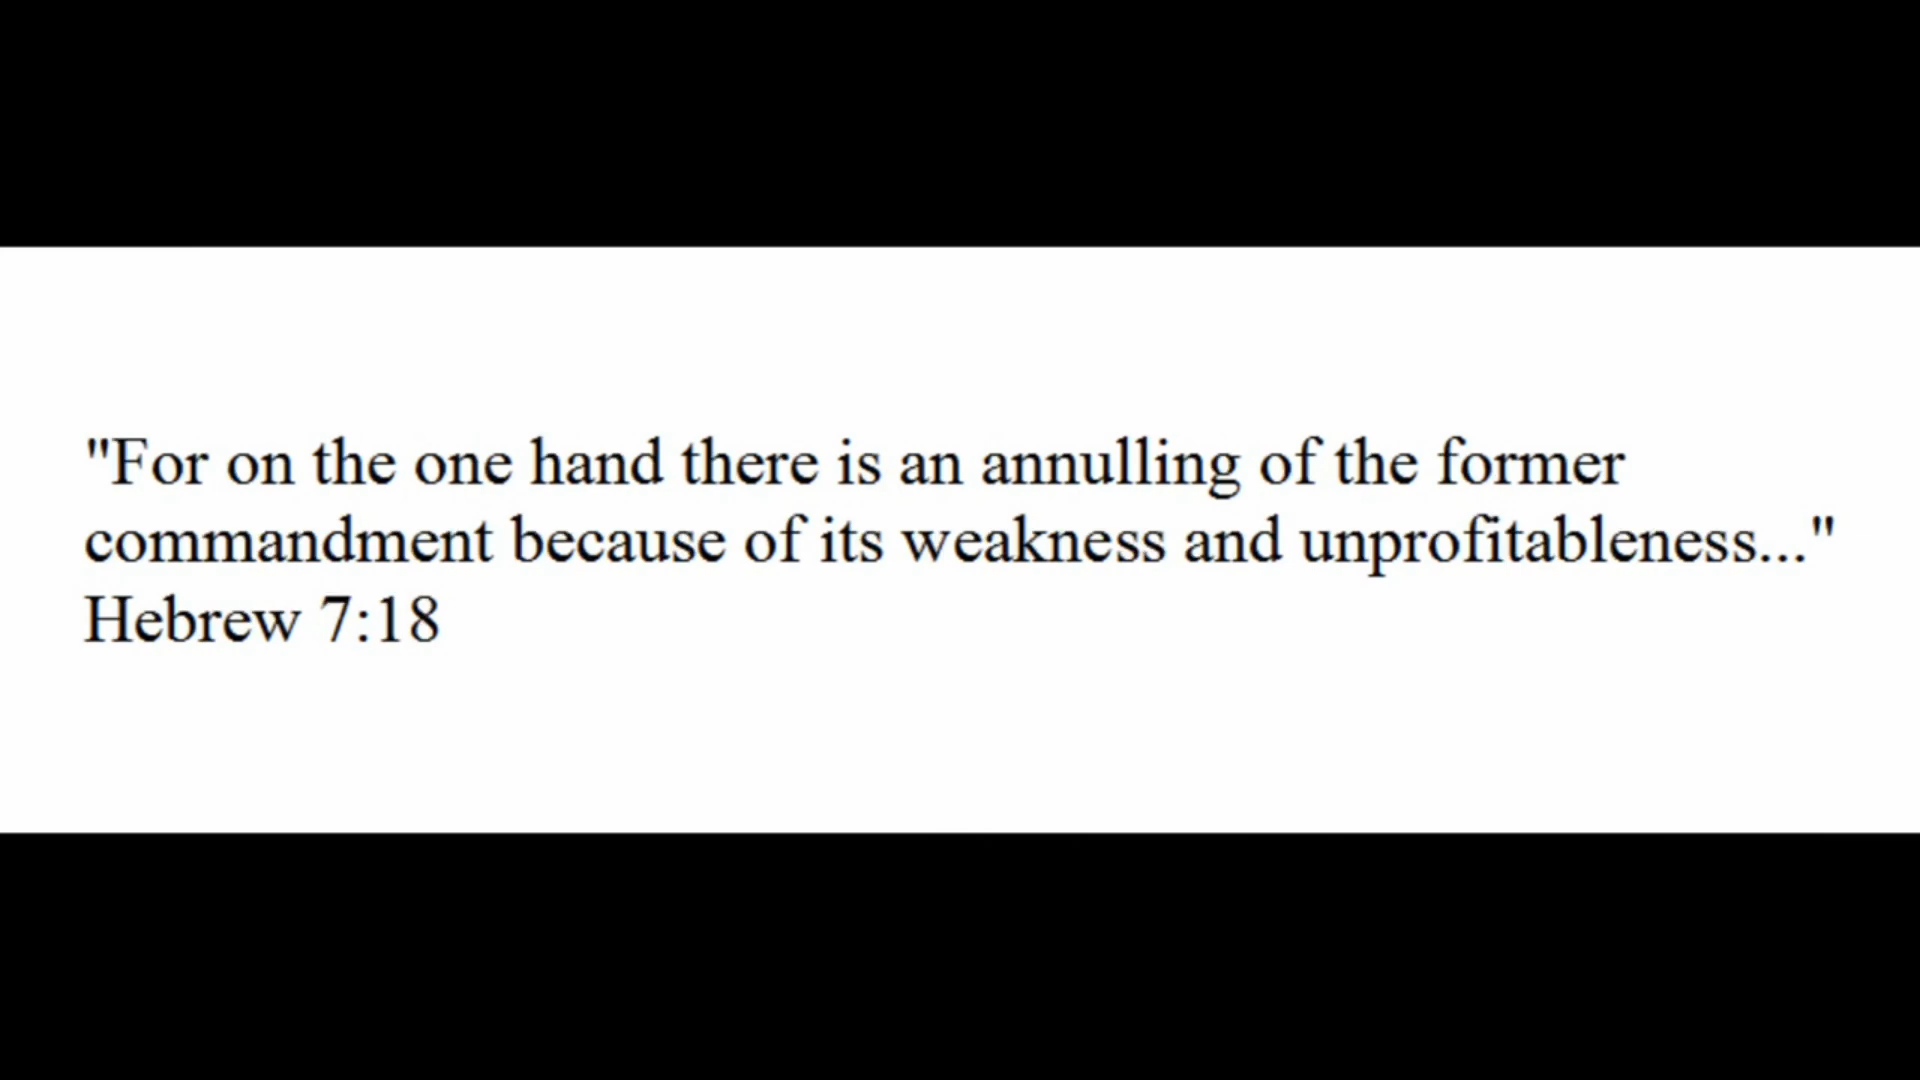 "For on the one hand there is an annulling of the former
commandment because of its weakness and unprofitableness..."
Hebrew 7:18